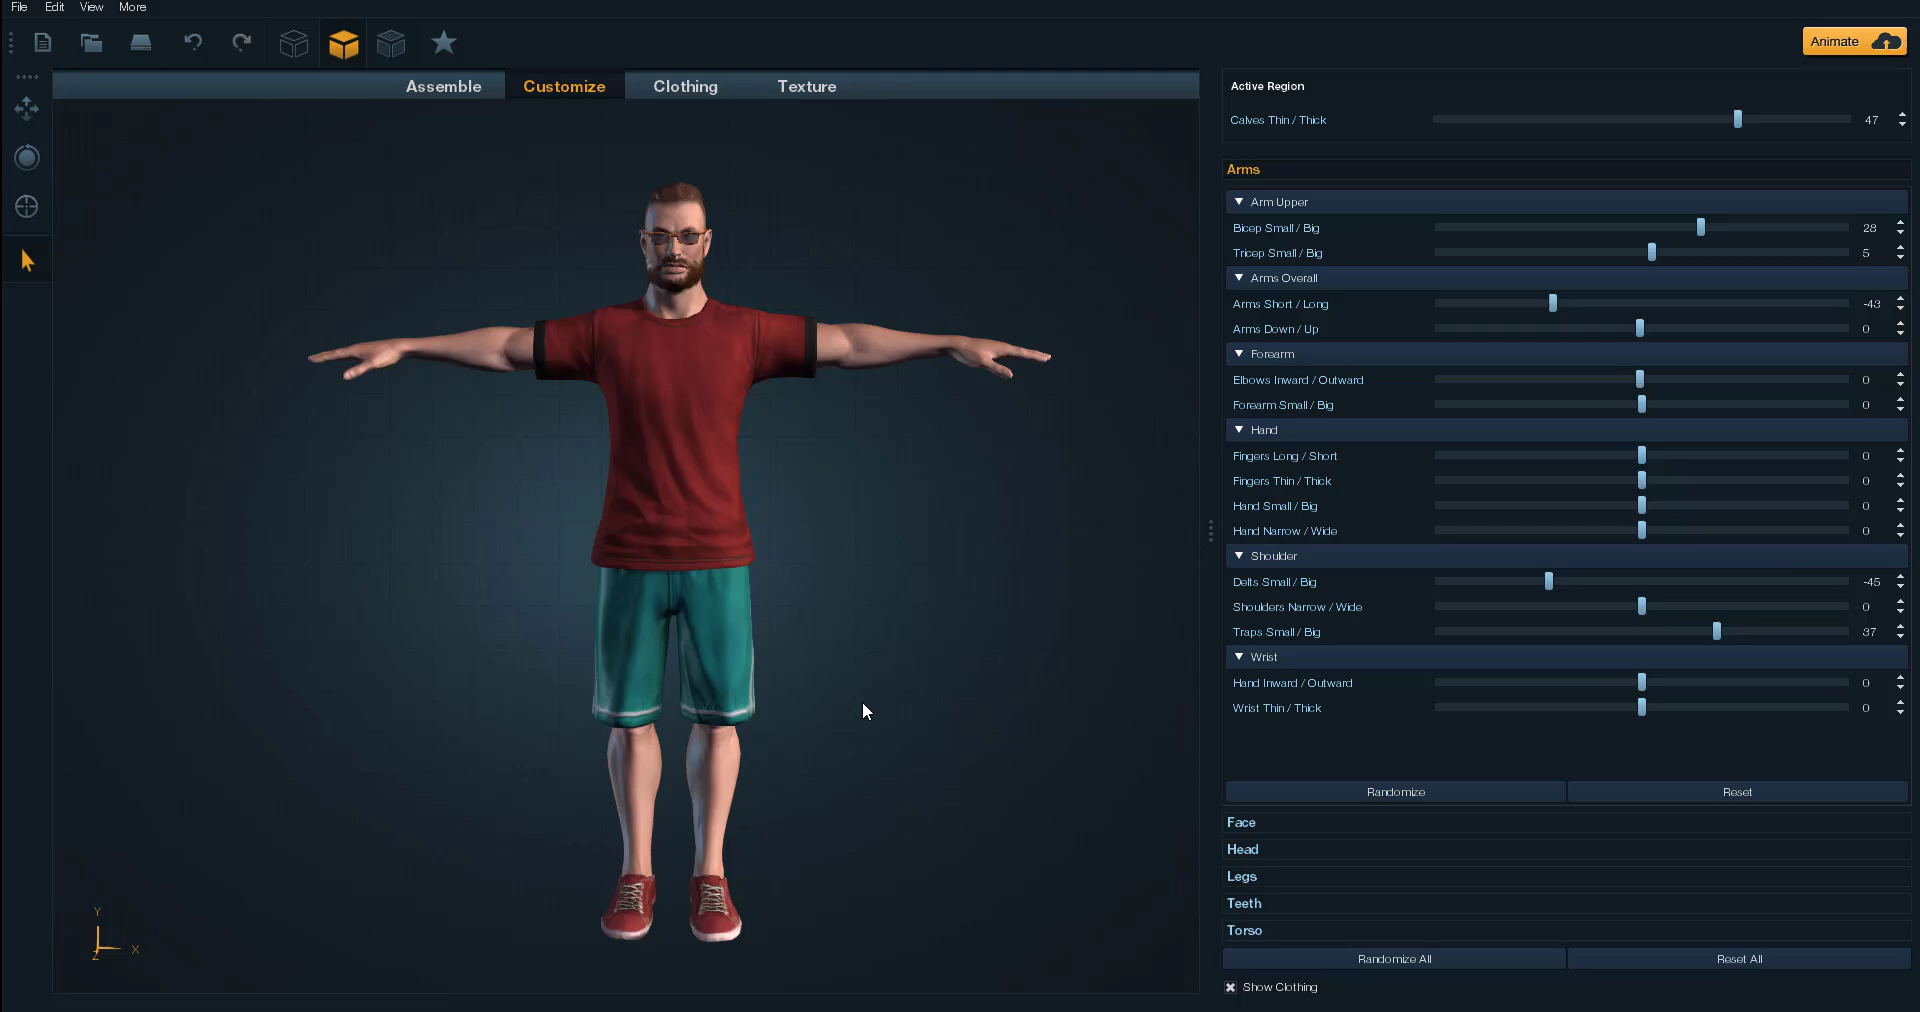 File Edit View More
Animate
Assemble Customize Clothing Texture
Active Region
Calves Thin / Thick 47
Arms
Arm Upper
Bicep Small / Big 28
Tricep Small / Big 5
Arms Overall
Arms Short / Long -43
Arms Down / Up 0
Forearm
Elbows Inward / Outward 0
Forearm Small / Big 0
Hand
Fingers Long / Short 0
Fingers Thin / Thick 0
Hand Small / Big 0
Hand Narrow / Wide 0
Shoulder
Delts Small / Big -45
Shoulders Narrow / Wide 0
Traps Small / Big 37
Wrist
Hand Inward / Outward 0
Wrist Thin / Thick 0
Randomize Reset
Face
Head
Legs
Teeth
Torso
Randomize All Reset All
Show Clothing
Y
X
Z